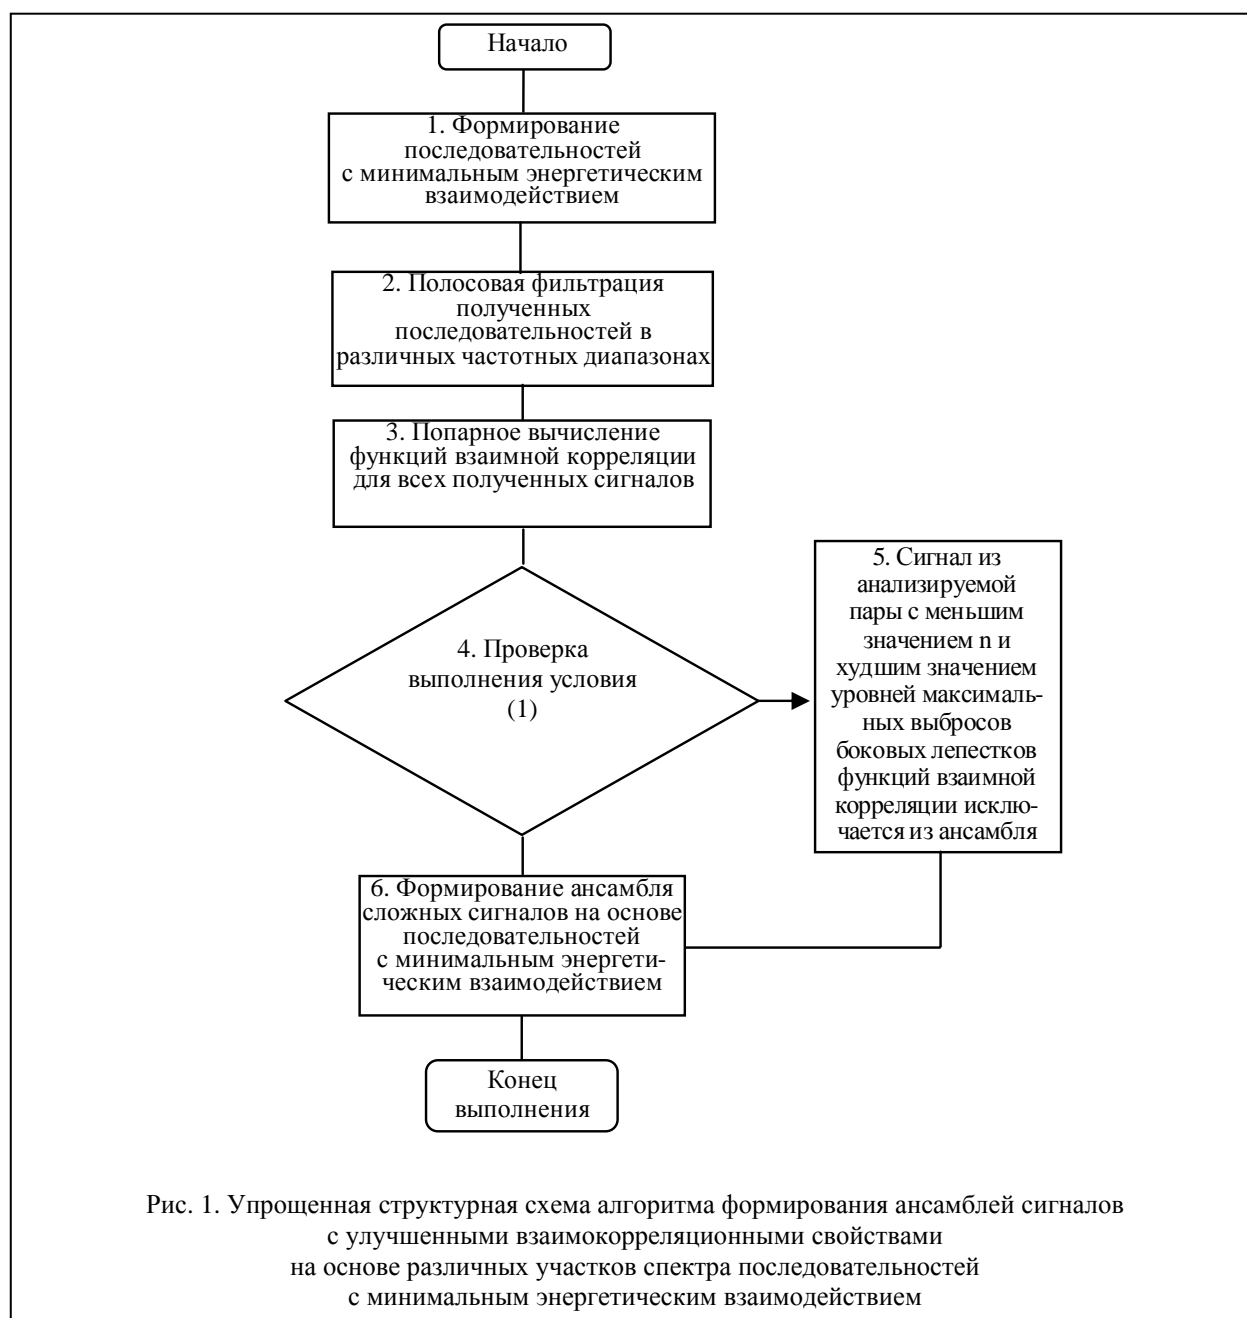 Начало
1. Формирование
последовательностей
с минимальным энергетическим
взаимодействием
2. Полосовая фильтрация
полученных
последовательностей в
различных частотных диапазонах
3. Попарное вычисление
функций взаимной корреляции
для всех полученных сигналов
4. Проверка
выполнения условия
(1)
5. Сигнал из
анализируемой
пары с меньшим
значением n и
худшим значением
уровней максималь-
ных выбросов
боковых лепестков
функций взаимной
корреляции исклю-
чается из ансамбля
6. Формирование ансамбля
сложных сигналов на основе
последовательностей
с минимальным энергети-
ческим взаимодействием
Конец
выполнения
Рис. 1. Упрощенная структурная схема алгоритма формирования ансамблей сигналов
с улучшенными взаимокорреляционными свойствами
на основе различных участков спектра последовательностей
с минимальным энергетическим взаимодействием